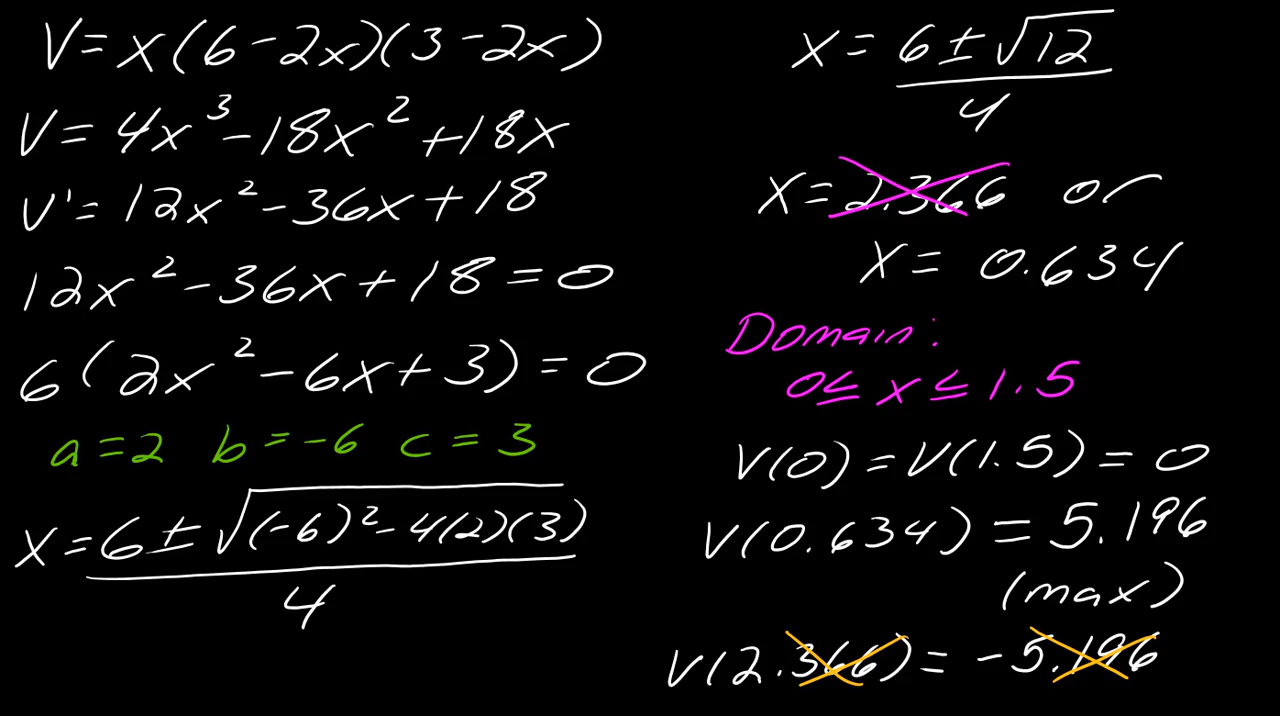 V = x(6 - 2x)(3 - 2x)
V = 4x³ - 18x² + 18x
V' = 12x² - 36x + 18
12x² - 36x + 18 = 0
6(2x² - 6x + 3) = 0
a = 2 b = -6 c = 3
x = 6 ± √(-6)² - 4(2)(3)
4
x = 6 ± √12
4
x = 2.366 or
x = 0.634
Domain:
0 ≤ x ≤ 1.5
V(0) = V(1.5) = 0
V(0.634) = 5.196
(max)
V(2.366) = -5.196